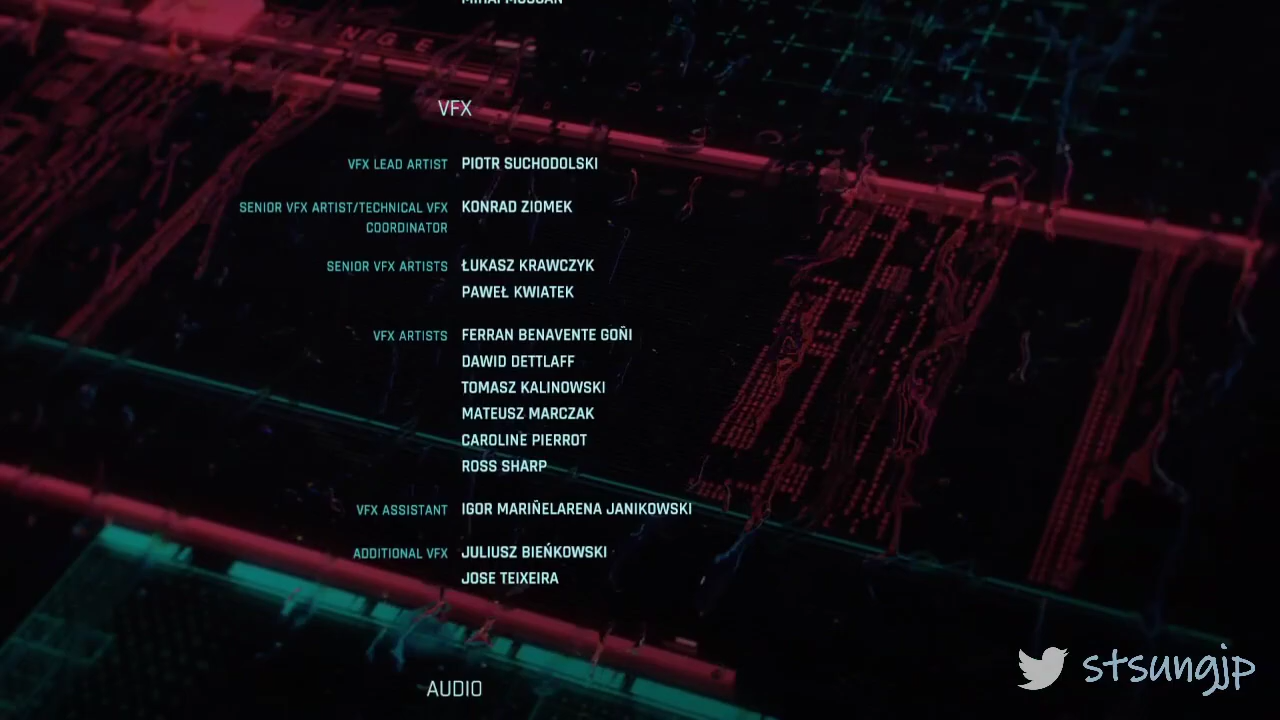 VFX
VFX LEAD ARTIST PIOTR SUCHODOLSKI
SENIOR VFX ARTIST/TECHNICAL VFX KONRAD ZIOMEK
COORDINATOR
SENIOR VFX ARTISTS ŁUKASZ KRAWCZYK
PAWEŁ KWIATEK
VFX ARTISTS FERRAN BENAVENTE GOÑI
DAWID DETTLAFF
TOMASZ KALINOWSKI
MATEUSZ MARCZAK
CAROLINE PIERROT
ROSS SHARP
VFX ASSISTANT IGOR MARIÑELARENA JANIKOWSKI
ADDITIONAL VFX JULIUSZ BIEŃKOWSKI
JOSE TEIXEIRA
AUDIO
stsungjp